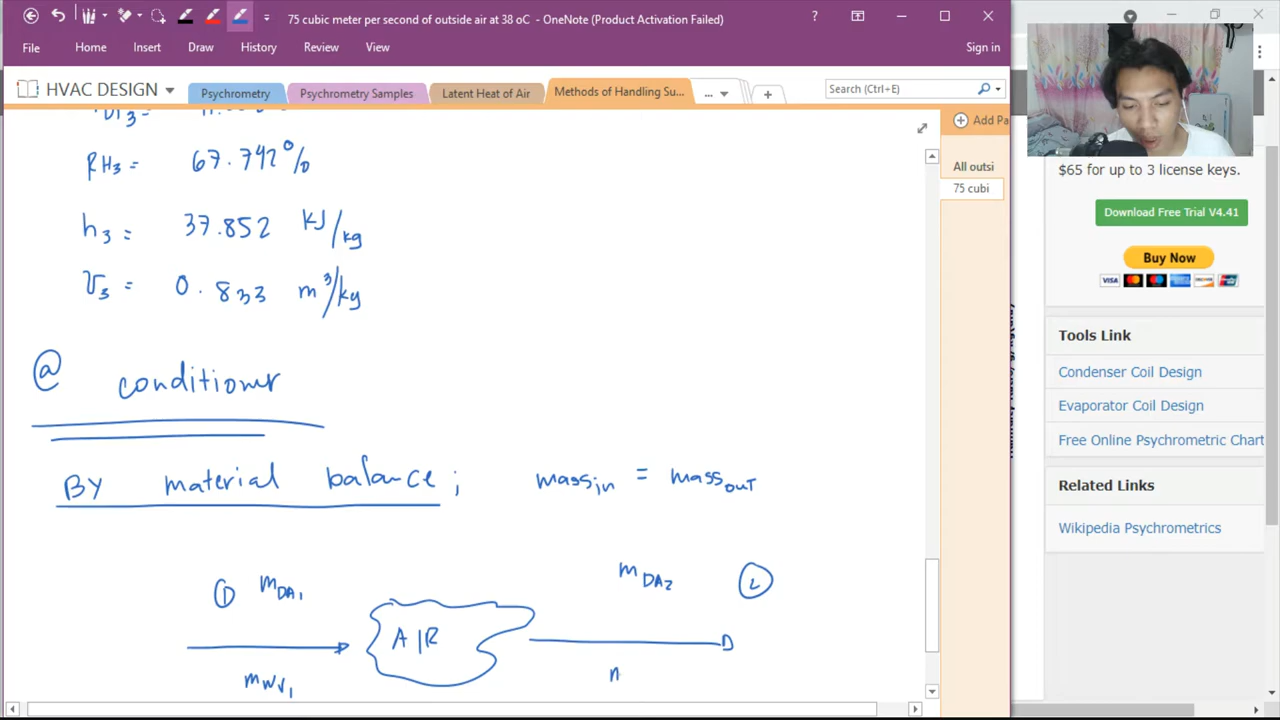 75 cubic meter per second of outside air at 38 oC - OneNote (Product Activation Failed)
?
File Home Insert Draw History Review View Sign in
HVAC DESIGN Psychrometry Psychrometry Samples Latent Heat of Air Methods of Handling Su... ... + Search (Ctrl+E)
Add Pa
All outsi
75 cubi
RH3 = 67.792%
h3 = 37.852 kJ/kg
v3 = 0.833 m3/kg
@ conditioner
BY material balance; massin = massout
1 mDA1
mDA2 2
AIR
mWV1
m
$65 for up to 3 license keys.
Download Free Trial V4.41
Buy Now
VISA
Tools Link
Condenser Coil Design
Evaporator Coil Design
Free Online Psychrometric Chart
Related Links
Wikipedia Psychrometrics